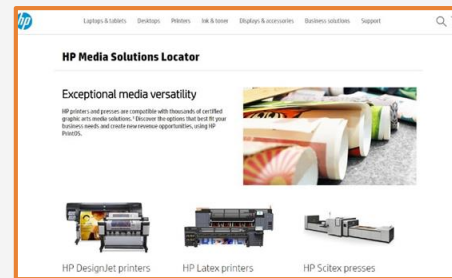 hp
Laptops & tablets Desktops Printers Ink & toner Displays & accessories Business solutions Support
HP Media Solutions Locator
Exceptional media versatility
HP printers and presses are compatible with thousands of certified
graphic arts media solutions.¹ Discover the options that best fit your
business needs and create new revenue opportunities, using HP
PrintOS.
HP DesignJet printers HP Latex printers HP Scitex presses